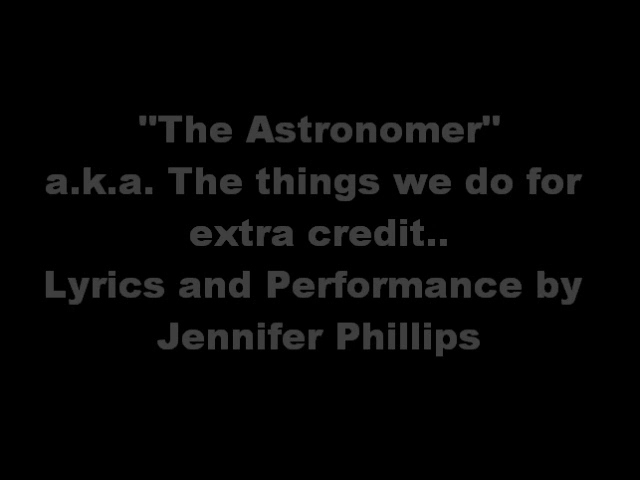 "The Astronomer"
a.k.a. The things we do for
extra credit..
Lyrics and Performance by
Jennifer Phillips